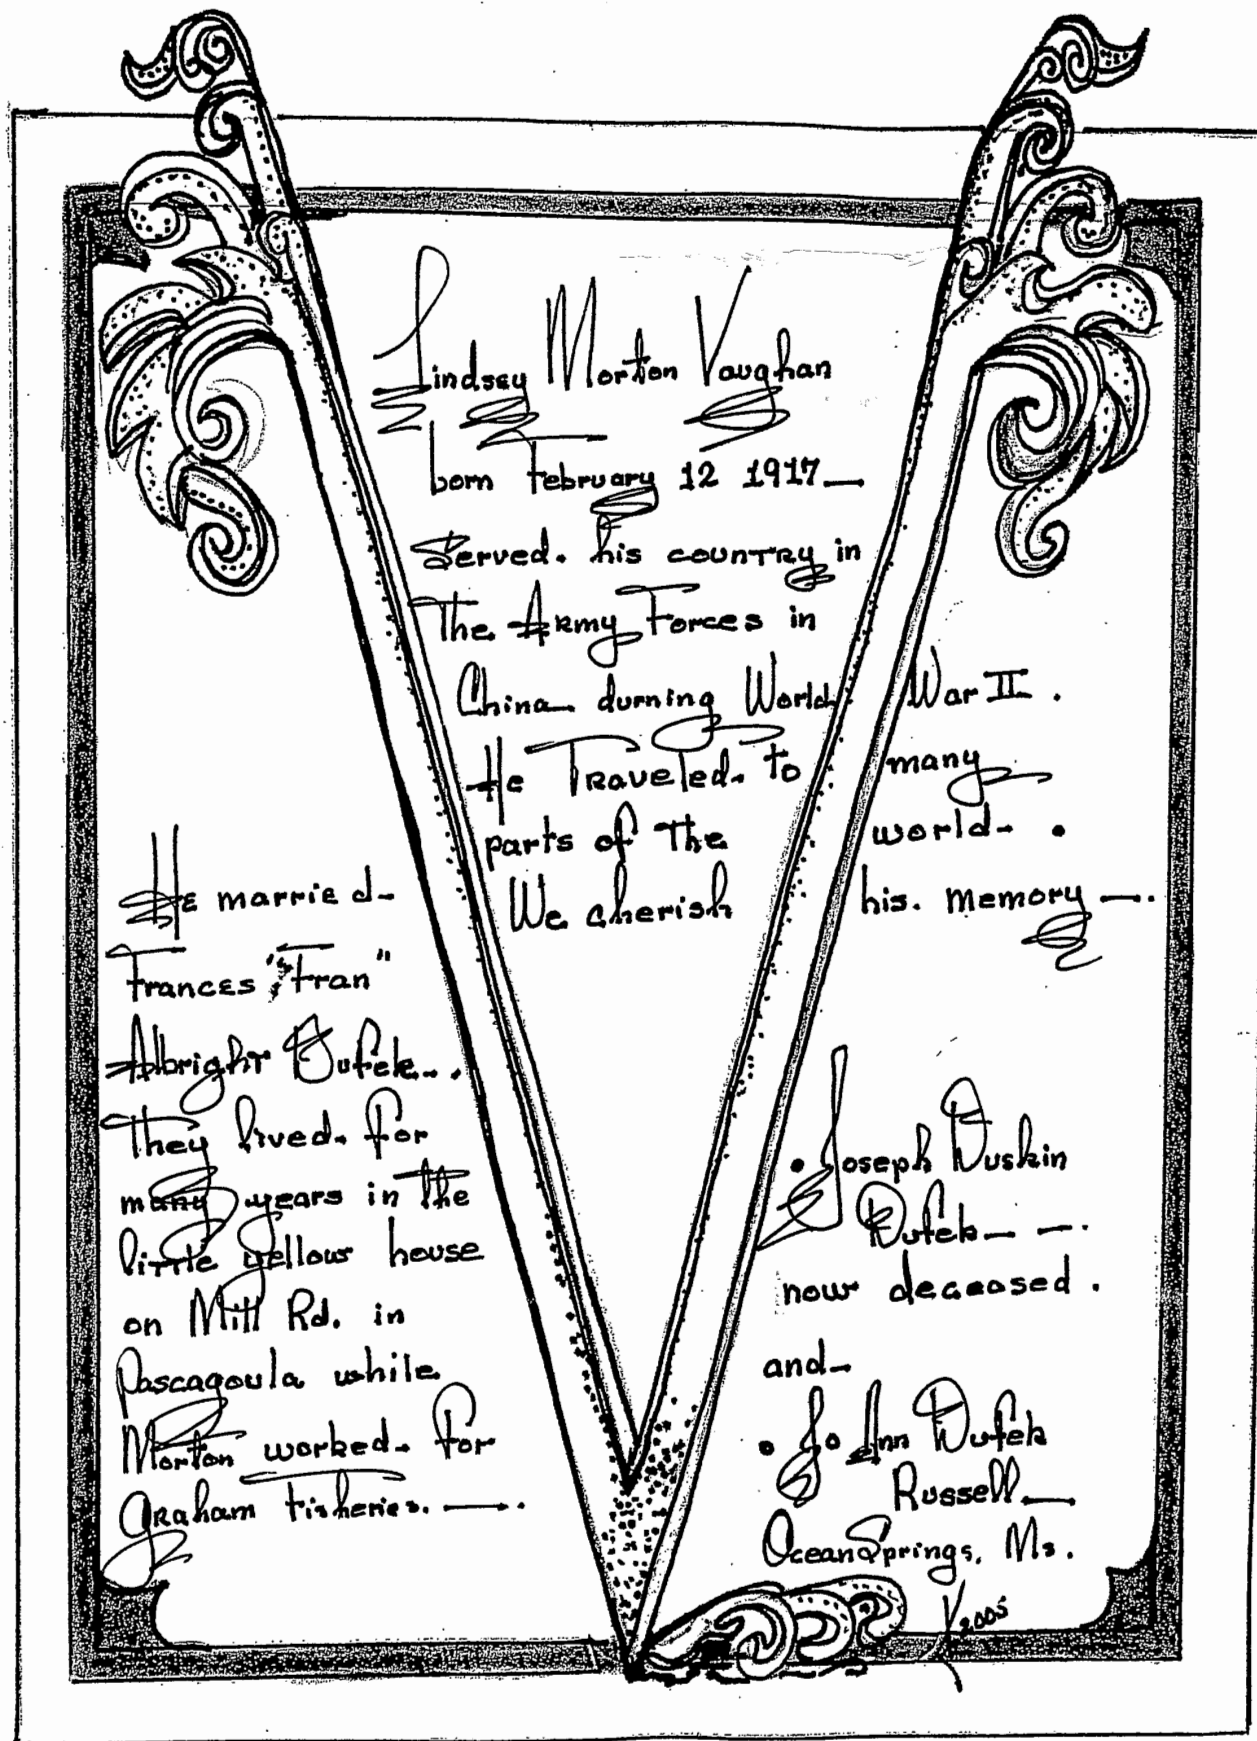 Lindsey Morton Vaughan
born February 12 1917—
Served. his country in
The Army Forces in
China durning World War II.
He Traveled. to many
parts of The world- .
We cherish his. memory —.
He married-
Frances "Fran"
Albright Dufek-.
They lived. for
many years in the
little yellow house
on Mill Rd. in
Pascagoula while
Morton worked. for
Graham Fisheries. —.
• Joseph Duskin
Dufek— —.
now deceased.
and-
• Jo Ann Dufek
Russell—
Ocean Springs, Ms.
2005